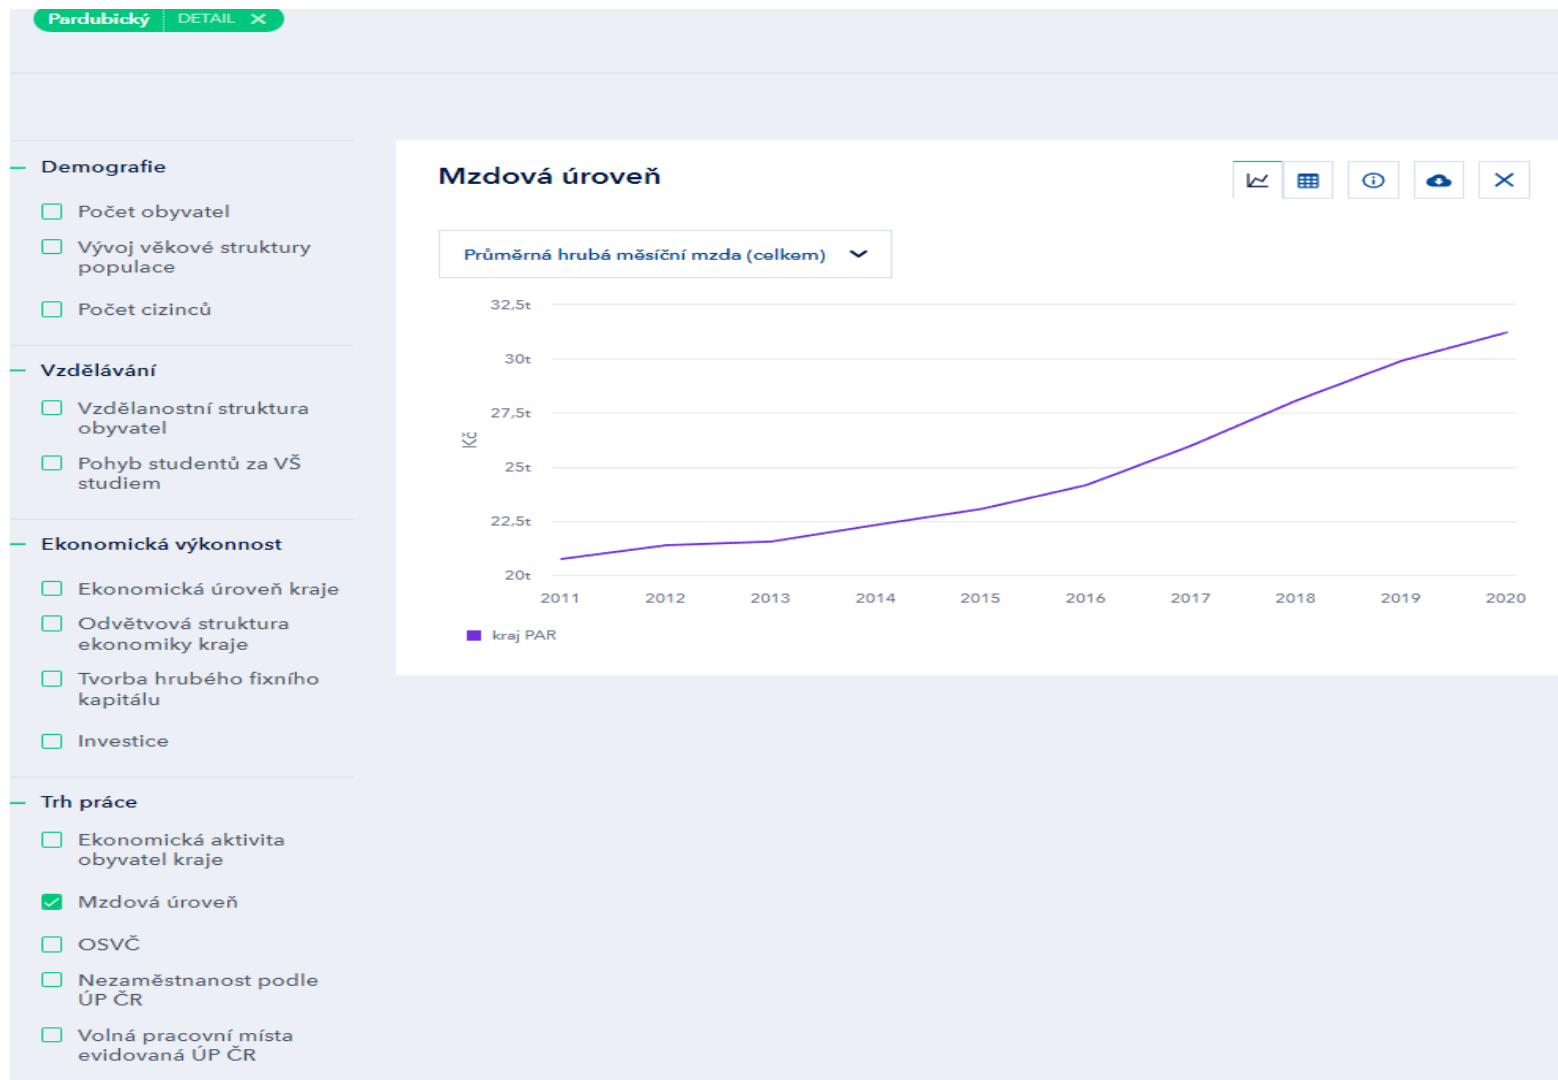 Pardubický DETAIL
Demografie
Počet obyvatel
Vývoj věkové struktury
populace
Počet cizinců
Vzdělávání
Vzdělanostní struktura
obyvatel
Pohyb studentů za VŠ
studiem
Ekonomická výkonnost
Ekonomická úroveň kraje
Odvětvová struktura
ekonomiky kraje
Tvorba hrubého fixního
kapitálu
Investice
Trh práce
Ekonomická aktivita
obyvatel kraje
Mzdová úroveň
OSVČ
Nezaměstnanost podle
ÚP ČR
Volná pracovní místa
evidovaná ÚP ČR
Mzdová úroveň
Průměrná hrubá měsíční mzda (celkem)
32,5t
30t
27,5t
Kč
25t
22,5t
20t
2011 2012 2013 2014 2015 2016 2017 2018 2019 2020
kraj PAR